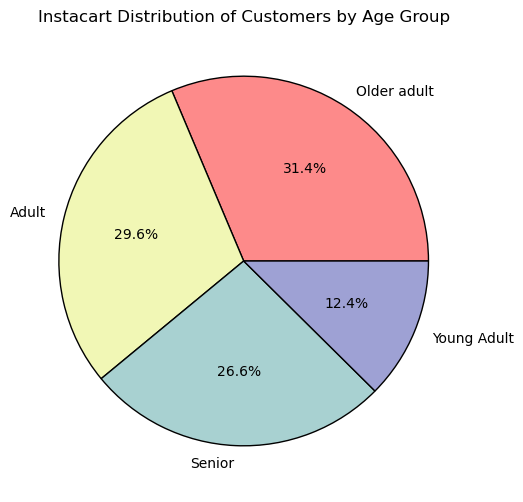 Instacart Distribution of Customers by Age Group
Older adult
31.4%
Adult
29.6%
12.4%
Young Adult
26.6%
Senior